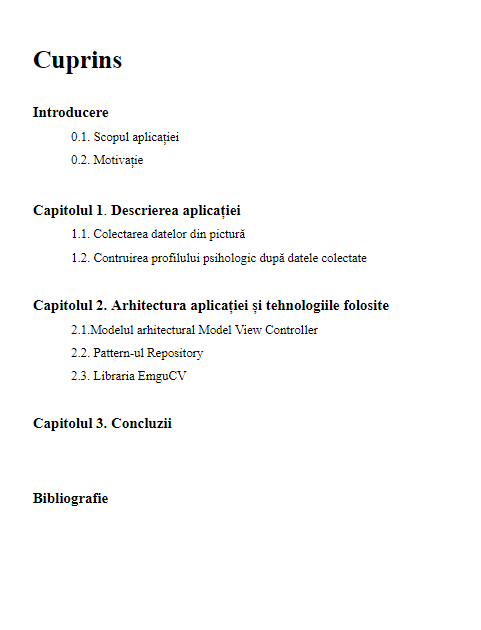 Cuprins
Introducere
0.1. Scopul aplicației
0.2. Motivație
Capitolul 1. Descrierea aplicației
1.1. Colectarea datelor din pictură
1.2. Contruirea profilului psihologic după datele colectate
Capitolul 2. Arhitectura aplicației și tehnologiile folosite
2.1.Modelul arhitectural Model View Controller
2.2. Pattern-ul Repository
2.3. Libraria EmguCV
Capitolul 3. Concluzii
Bibliografie